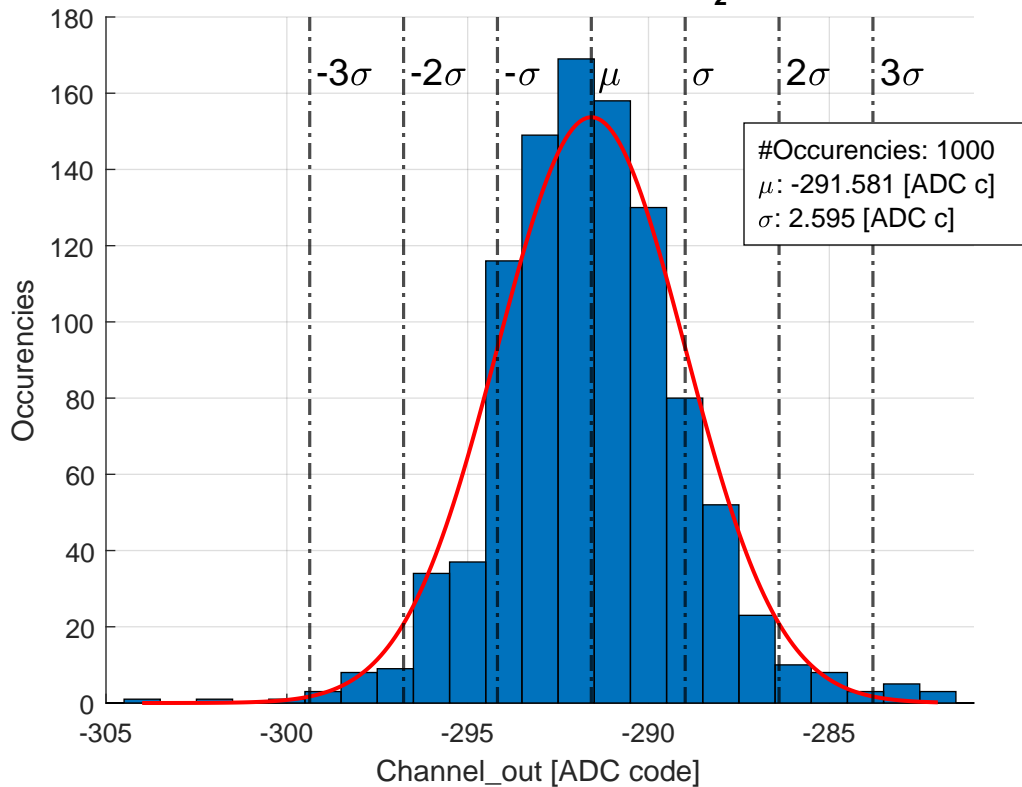 2
180
160
140
120
100
80
60
40
20
0
-3σ -2σ -σ μ σ 2σ 3σ
#Occurencies: 1000
μ: -291.581 [ADC c]
σ: 2.595 [ADC c]
Occurencies
-305 -300 -295 -290 -285
Channel_out [ADC code]